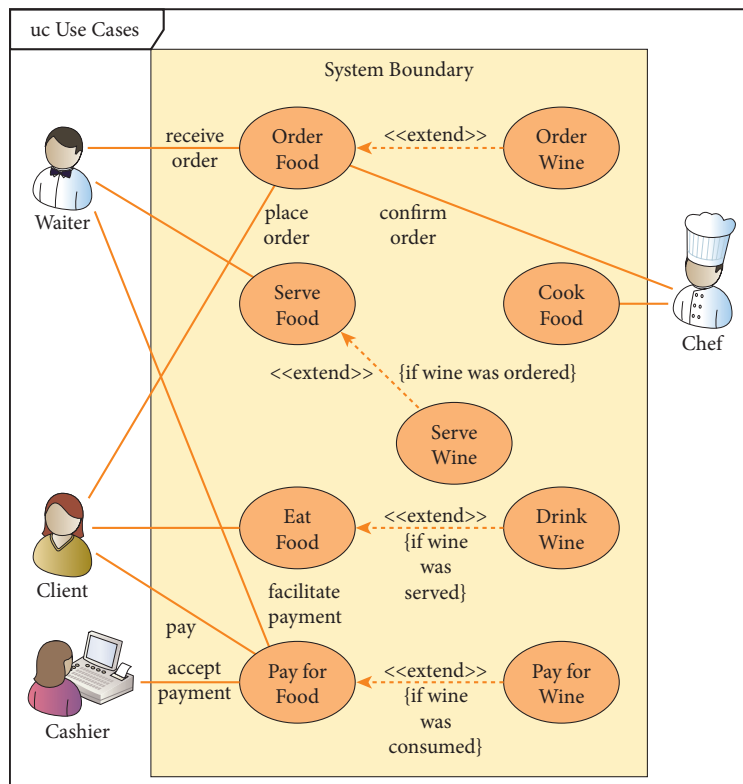 uc Use Cases
System Boundary
receive
order
Order
Food
<<extend>>
Order
Wine
Waiter
place
order
confirm
order
Serve
Food
Cook
Food
Chef
<<extend>>
{if wine was ordered}
Serve
Wine
Eat
Food
<<extend>>
{if wine
was
served}
Drink
Wine
Client
facilitate
payment
pay
accept
payment
Pay for
Food
<<extend>>
{if wine
was
consumed}
Pay for
Wine
Cashier